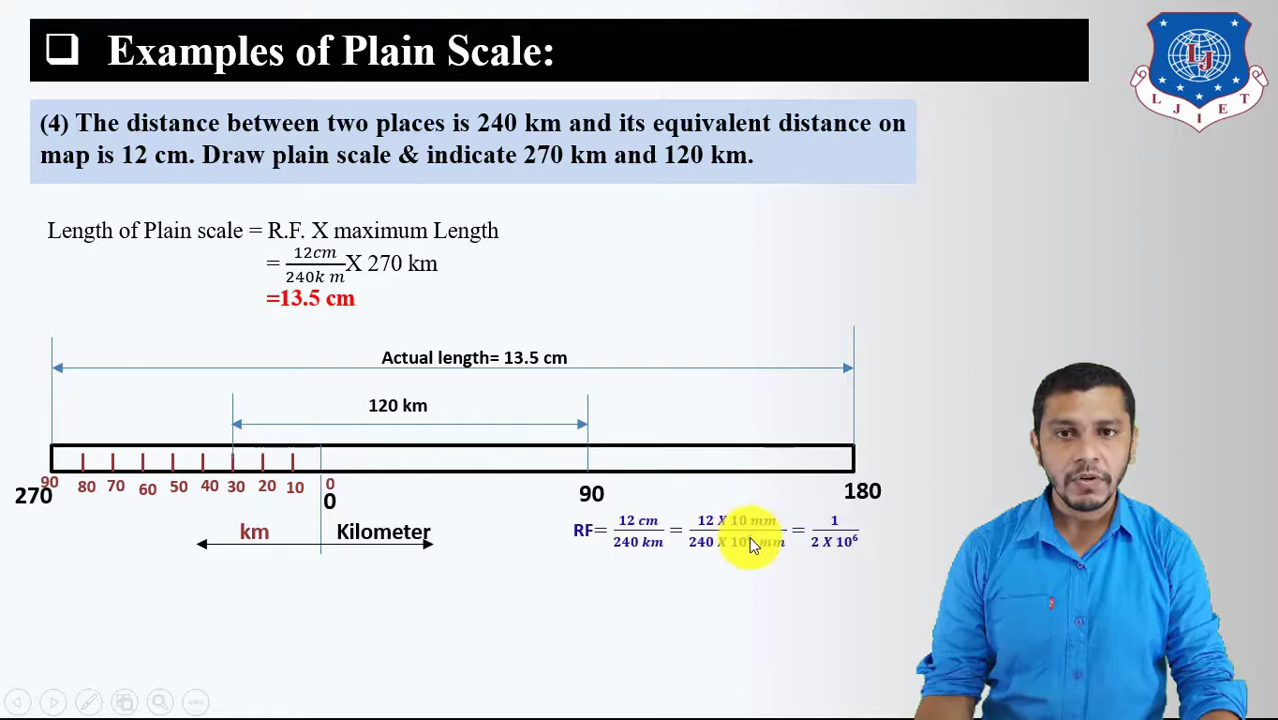 ❑ Examples of Plain Scale:
LJ
L J I E T
(4) The distance between two places is 240 km and its equivalent distance on
map is 12 cm. Draw plain scale & indicate 270 km and 120 km.
Length of Plain scale = R.F. X maximum Length
= 12cm/240k m X 270 km
=13.5 cm
Actual length= 13.5 cm
120 km
270 90 80 70 60 50 40 30 20 10 0 0 90 180
km Kilometer
RF= 12 cm/240 km = 12 X 10 mm/240 X mm = 1/2 X 10⁶